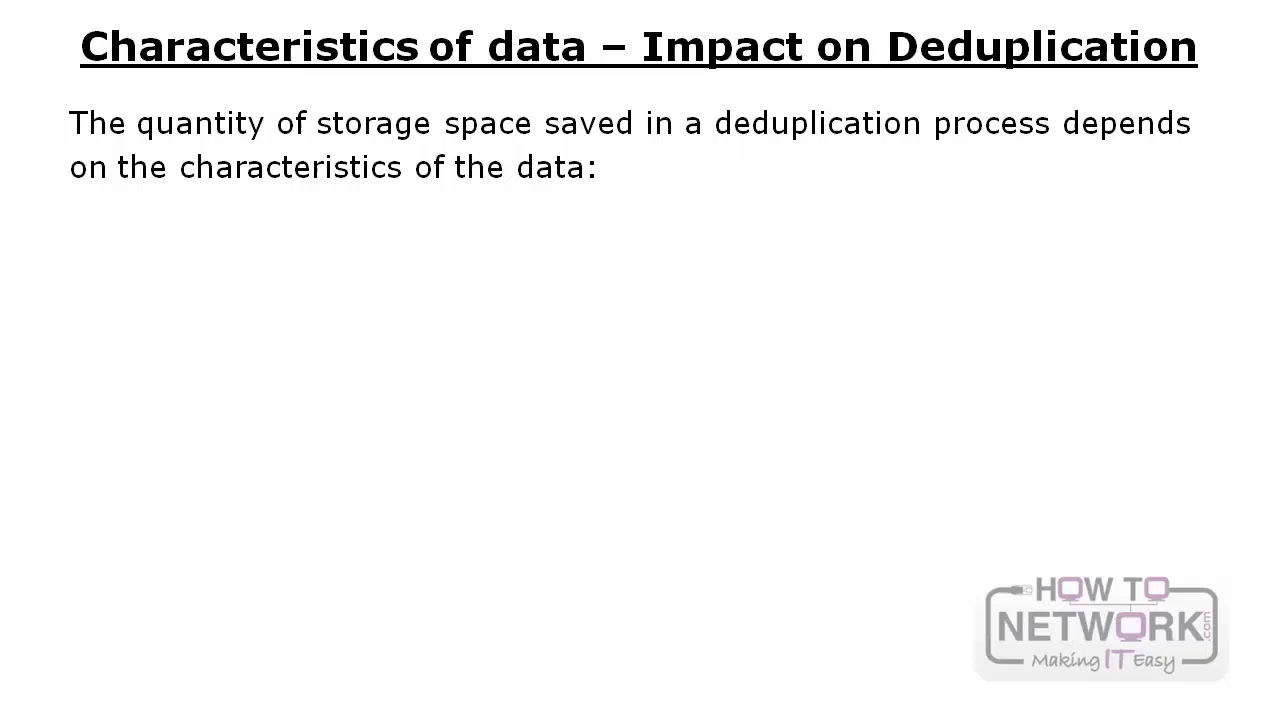 Characteristics of data – Impact on Deduplication
The quantity of storage space saved in a deduplication process depends
on the characteristics of the data:
HOW TO
NETWORK.com
Making IT Easy